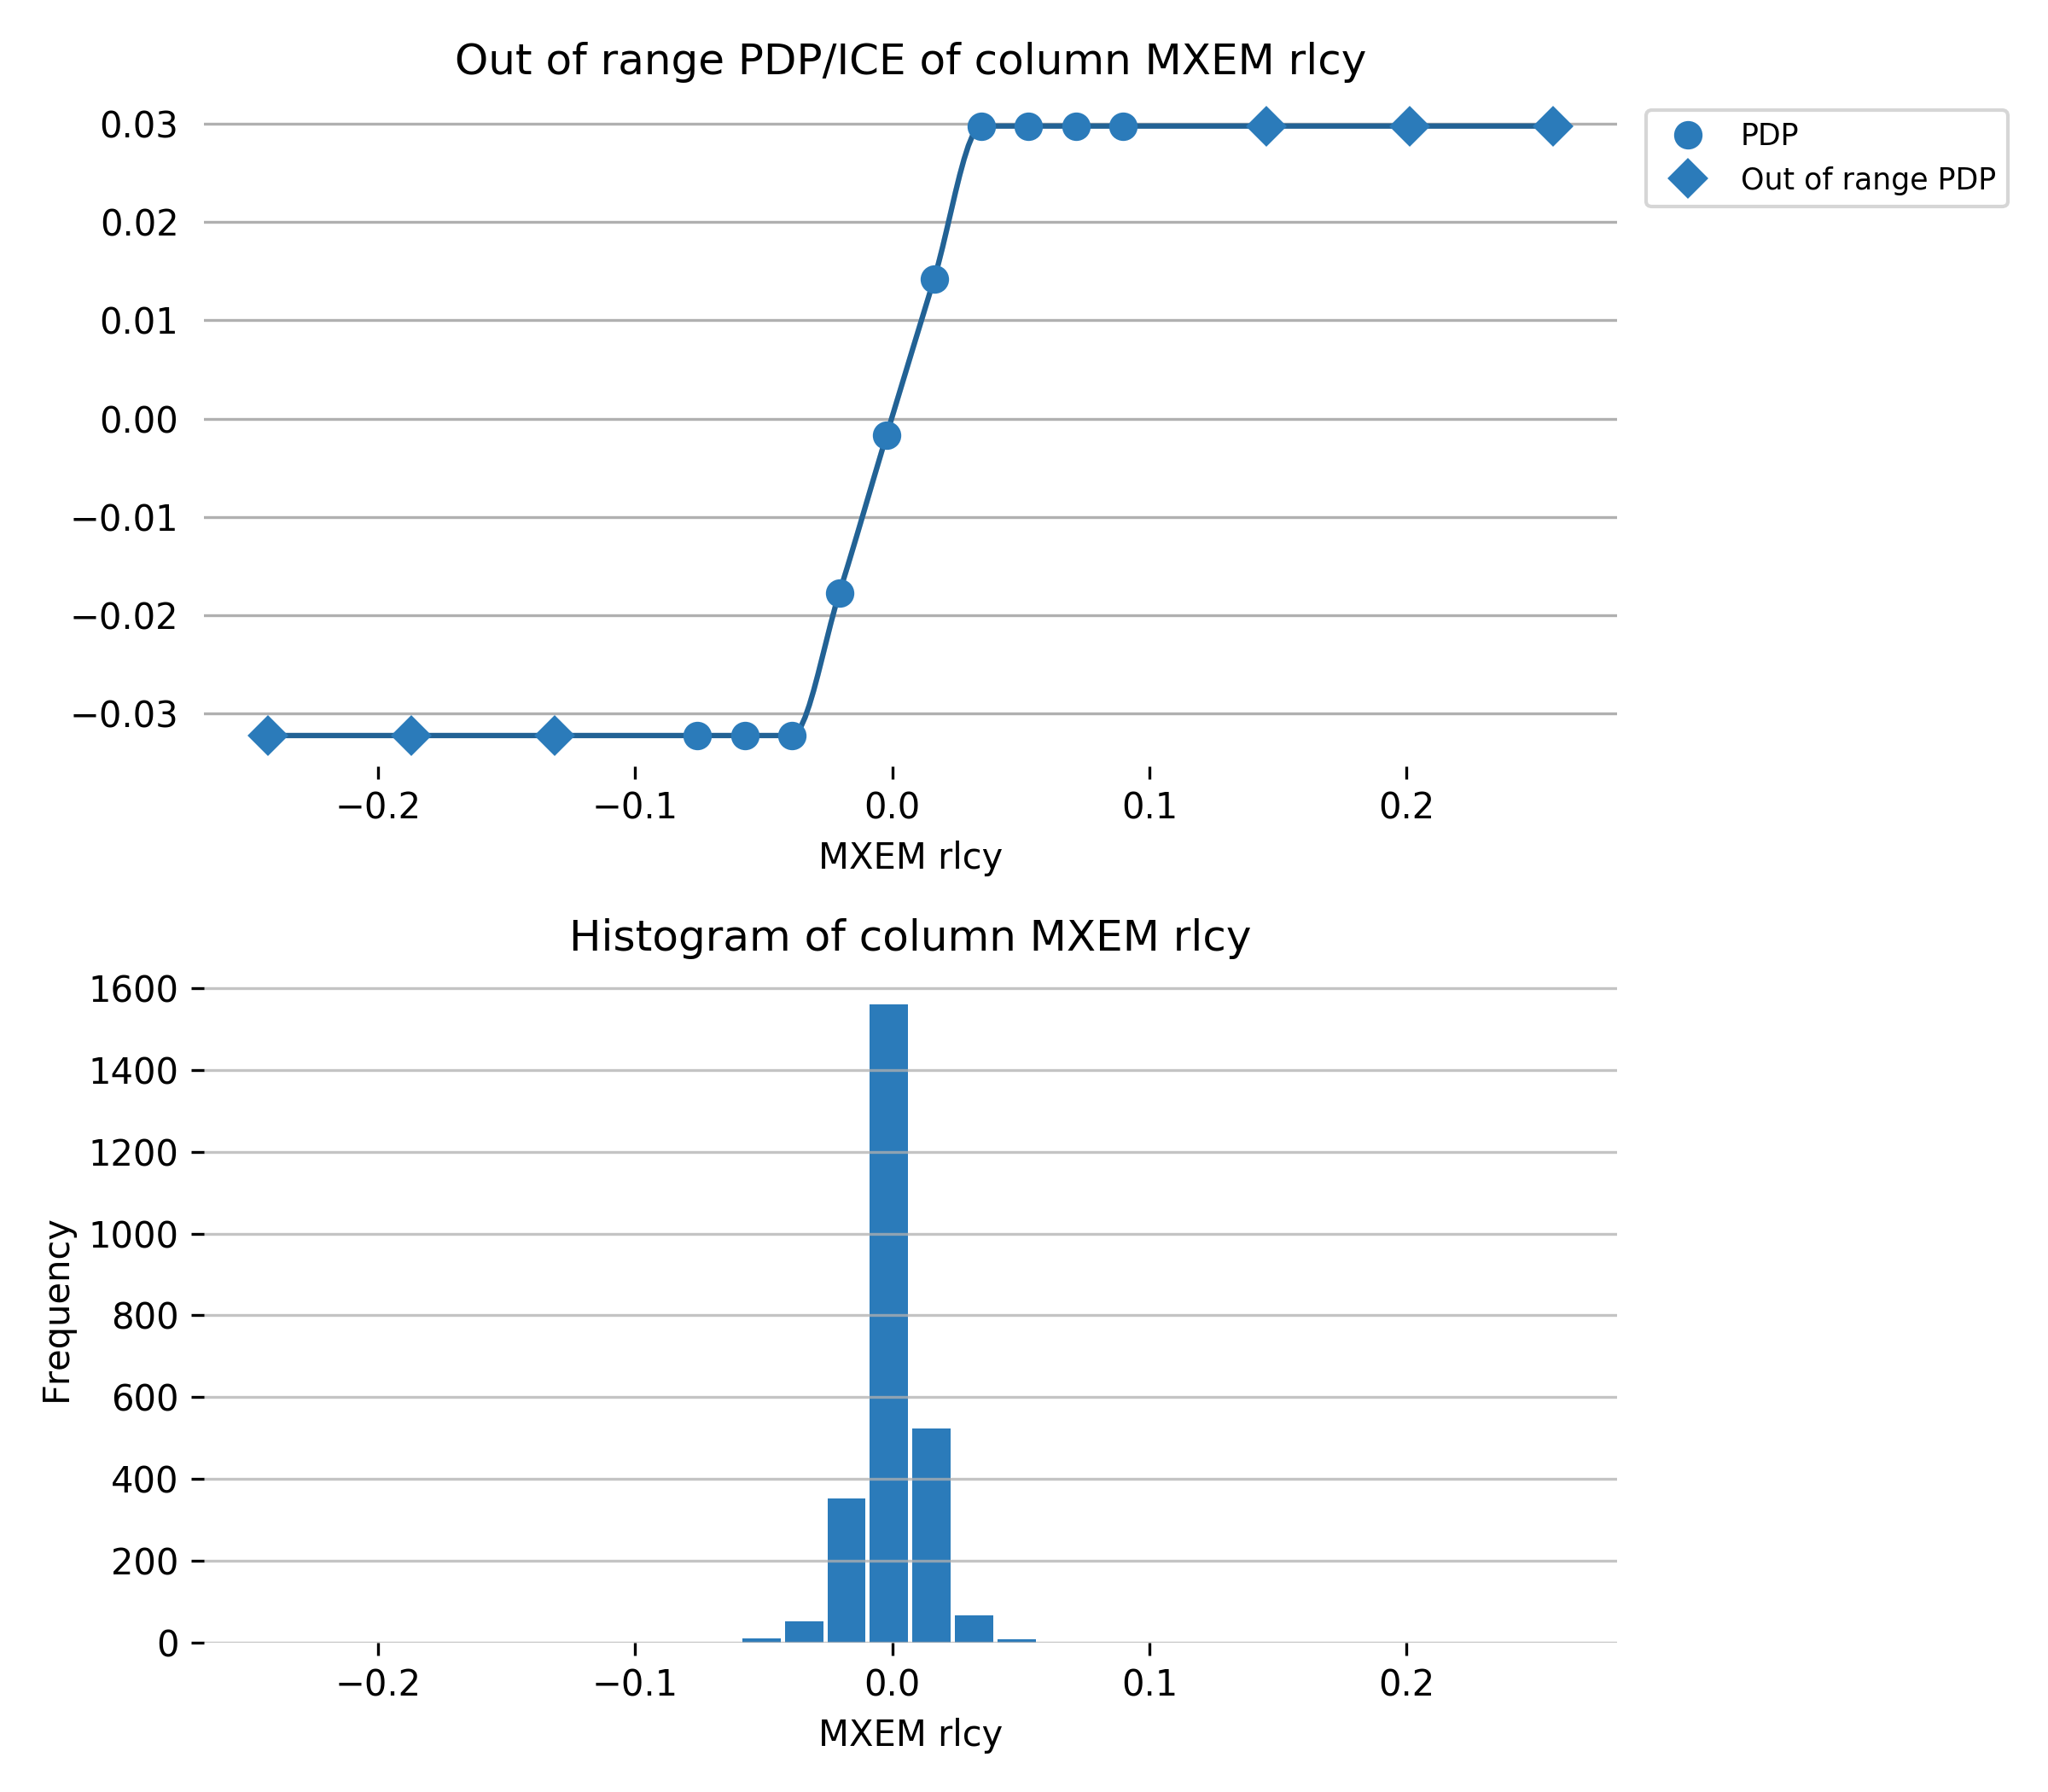 Out of range PDP/ICE of column MXEM rlcy
0.03
0.02
0.01
0.00
−0.01
−0.02
−0.03
PDP
Out of range PDP
−0.2 −0.1 0.0 0.1 0.2
MXEM rlcy
Histogram of column MXEM rlcy
1600
1400
1200
1000
800
600
400
200
0
Frequency
−0.2 −0.1 0.0 0.1 0.2
MXEM rlcy